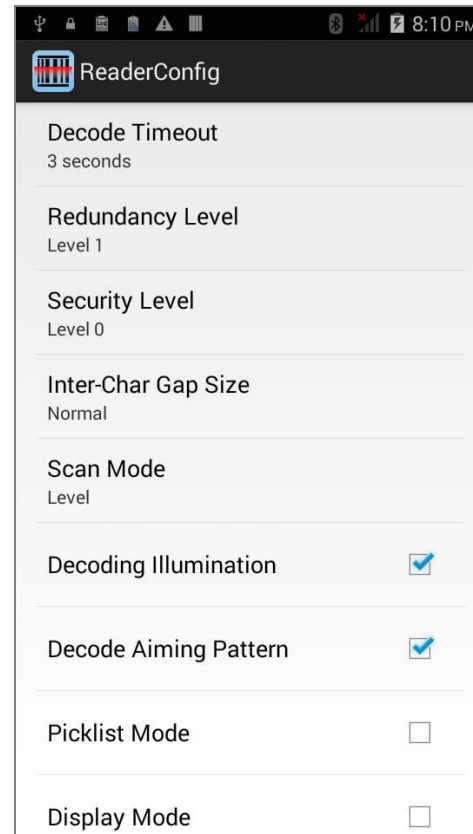 8:10 PM
ReaderConfig
Decode Timeout
3 seconds
Redundancy Level
Level 1
Security Level
Level 0
Inter-Char Gap Size
Normal
Scan Mode
Level
Decoding Illumination
Decode Aiming Pattern
Picklist Mode
Display Mode